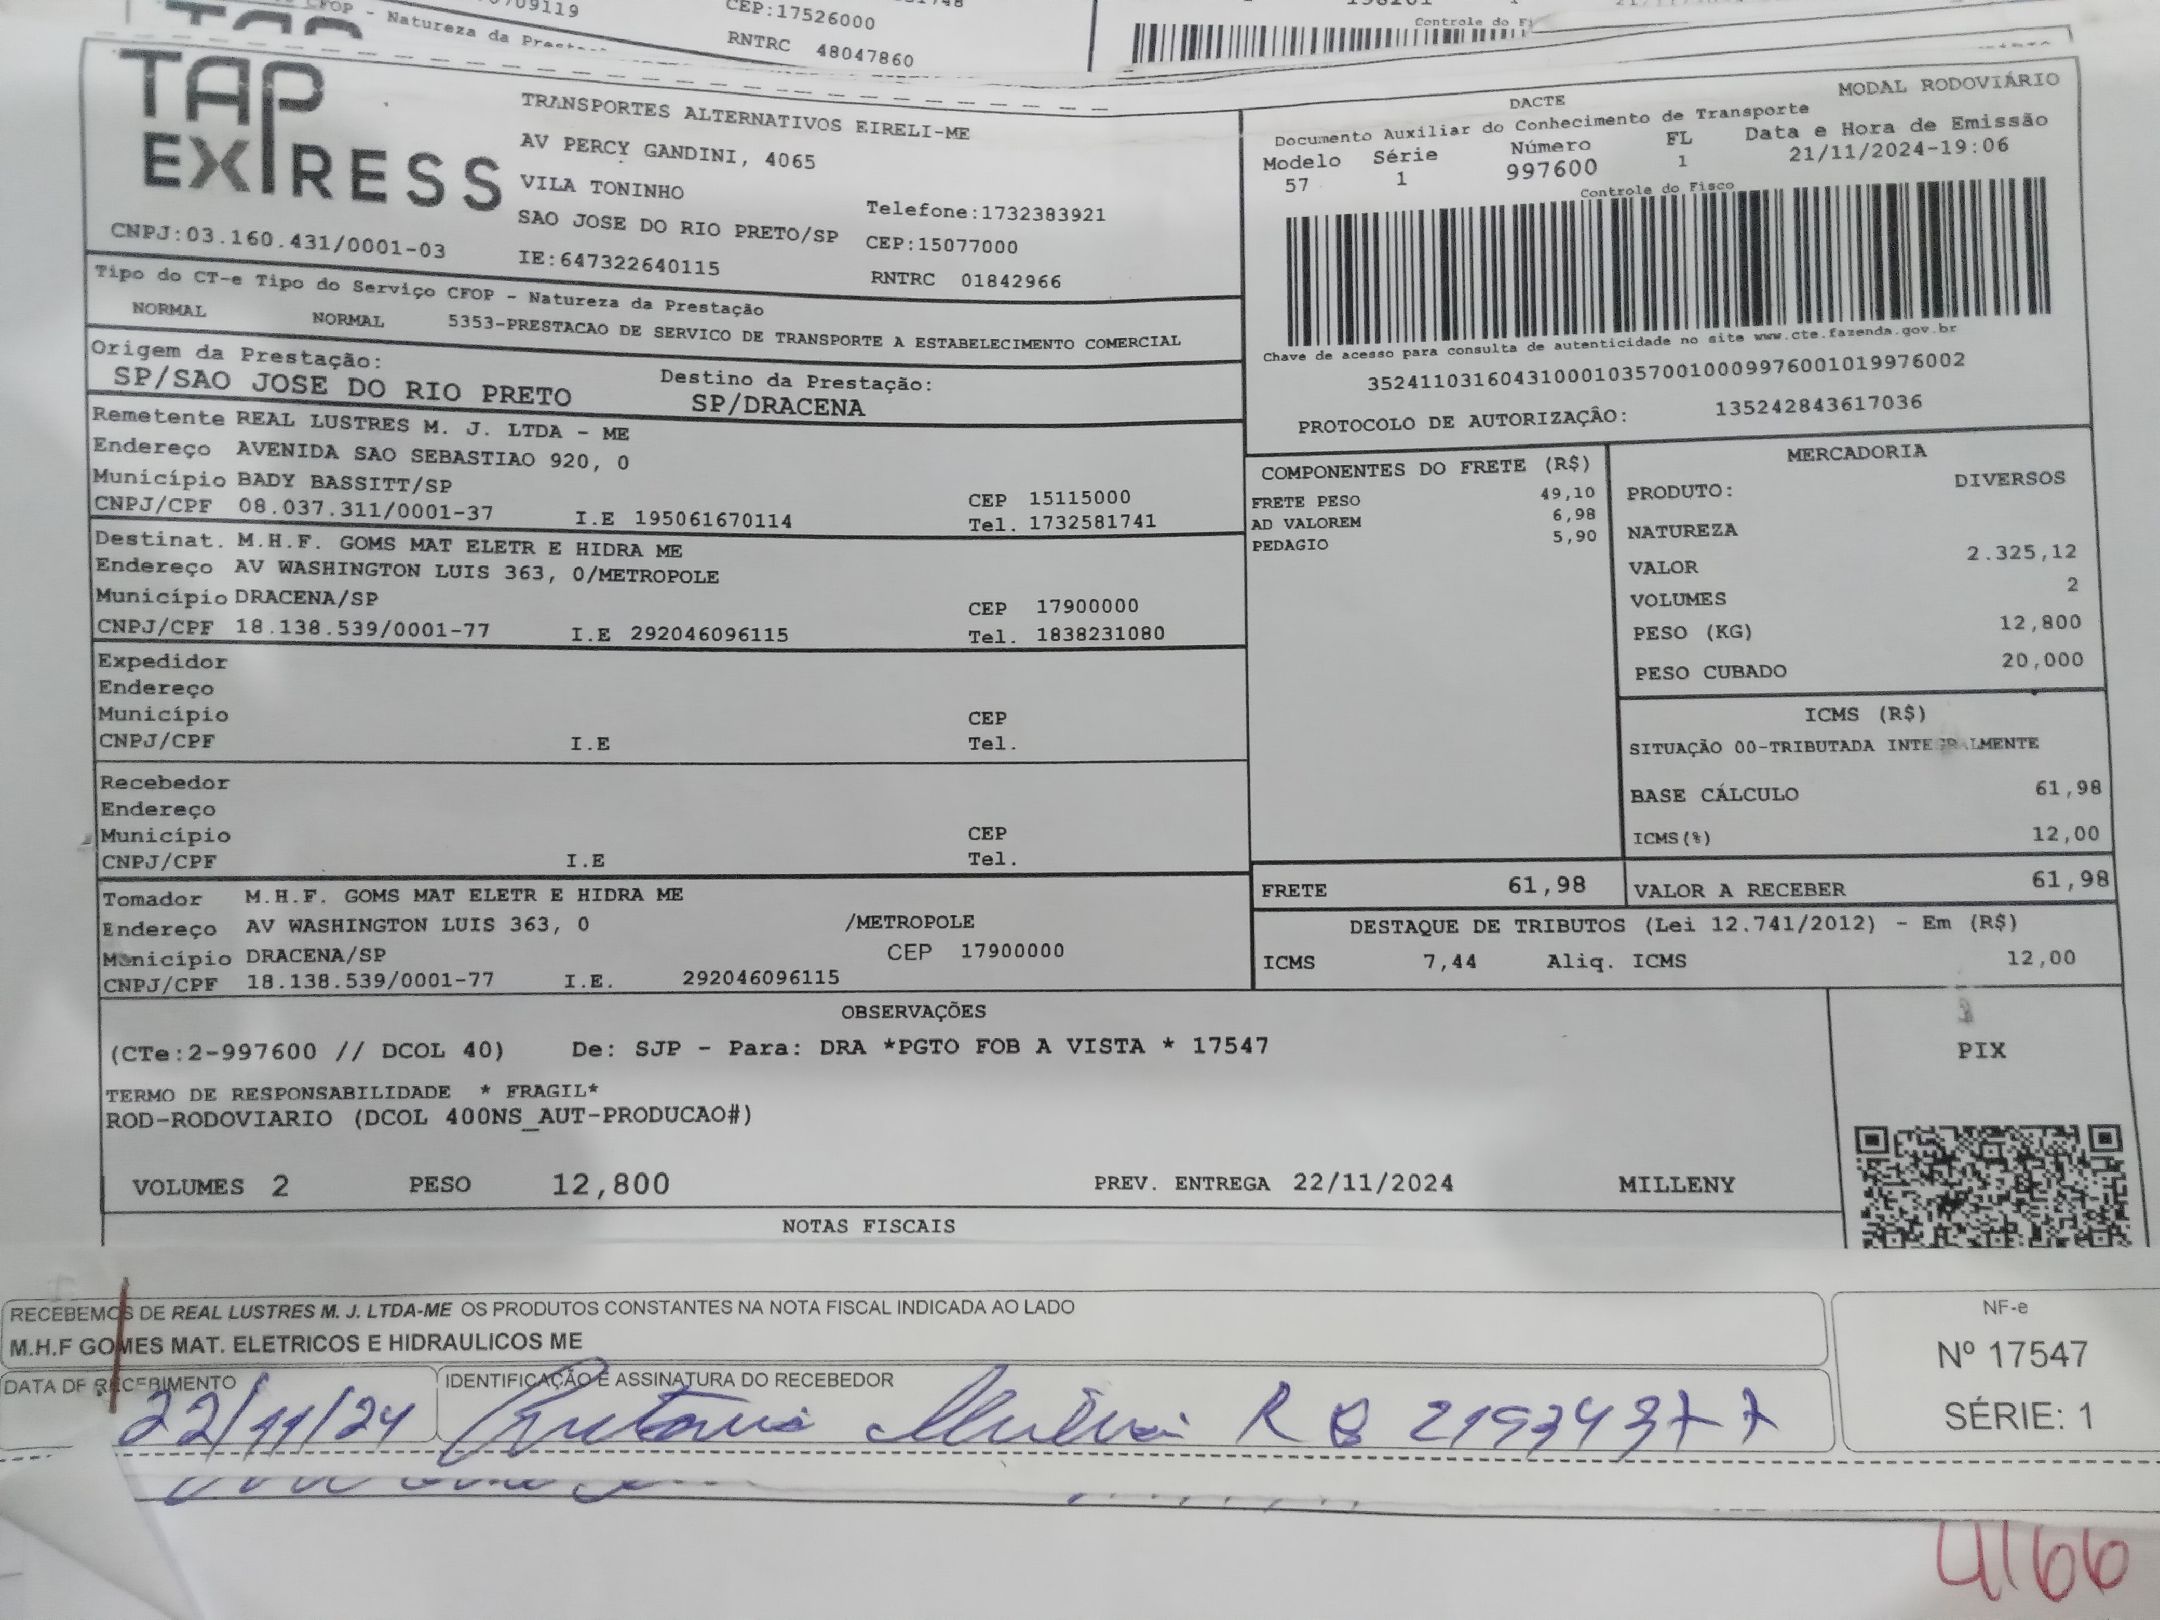 CEP:17526000
RNTRC 48047860
Controle do
TAP EXPRESS
CNPJ:03.160.431/0001-03
TRANSPORTES ALTERNATIVOS EIRELI-ME
AV PERCY GANDINI, 4065
VILA TONINHO
SAO JOSE DO RIO PRETO/SP
IE:647322640115
Telefone:1732383921
CEP:15077000
RNTRC 01842966
MODAL RODOVIÁRIO
DACTE
Documento Auxiliar do Conhecimento de Transporte
Modelo Série Número FL Data e Hora de Emissão
57 1 997600 1 21/11/2024-19:06
Controle do Fisco
Chave de acesso para consulta de autenticidade no site www.cte.fazenda.gov.br
35241103160431000103570010009976001019976002
PROTOCOLO DE AUTORIZAÇÃO: 135242843617036
Tipo do CT-e Tipo do Serviço CFOP - Natureza da Prestação
NORMAL NORMAL 5353-PRESTACAO DE SERVICO DE TRANSPORTE A ESTABELECIMENTO COMERCIAL
Origem da Prestação: Destino da Prestação:
SP/SAO JOSE DO RIO PRETO SP/DRACENA
Remetente REAL LUSTRES M. J. LTDA - ME
Endereço AVENIDA SAO SEBASTIAO 920, 0
Município BADY BASSITT/SP CEP 15115000
CNPJ/CPF 08.037.311/0001-37 I.E 195061670114 Tel. 1732581741
Destinat. M.H.F. GOMS MAT ELETR E HIDRA ME
Endereço AV WASHINGTON LUIS 363, 0/METROPOLE
Município DRACENA/SP CEP 17900000
CNPJ/CPF 18.138.539/0001-77 I.E 292046096115 Tel. 1838231080
Expedidor
Endereço
Município CEP
CNPJ/CPF I.E Tel.
Recebedor
Endereço
Município CEP
CNPJ/CPF I.E Tel.
Tomador M.H.F. GOMS MAT ELETR E HIDRA ME
Endereço AV WASHINGTON LUIS 363, 0 /METROPOLE
Município DRACENA/SP CEP 17900000
CNPJ/CPF 18.138.539/0001-77 I.E. 292046096115
COMPONENTES DO FRETE (R$)
FRETE PESO 49,10
AD VALOREM 6,98
PEDAGIO 5,90
MERCADORIA
PRODUTO: DIVERSOS
NATUREZA
VALOR 2.325,12
VOLUMES 2
PESO (KG) 12,800
PESO CUBADO 20,000
ICMS (R$)
SITUAÇÃO 00-TRIBUTADA INTEGRALMENTE
BASE CÁLCULO 61,98
ICMS(%) 12,00
FRETE 61,98 VALOR A RECEBER 61,98
DESTAQUE DE TRIBUTOS (Lei 12.741/2012) - Em (R$)
ICMS 7,44 Aliq. ICMS 12,00
OBSERVAÇÕES
(CTe:2-997600 // DCOL 40) De: SJP - Para: DRA *PGTO FOB A VISTA * 17547
TERMO DE RESPONSABILIDADE * FRAGIL*
ROD-RODOVIARIO (DCOL 400NS_AUT-PRODUCAO#)
VOLUMES 2 PESO 12,800 PREV. ENTREGA 22/11/2024 MILLENY
PIX
NOTAS FISCAIS
RECEBEMOS DE REAL LUSTRES M. J. LTDA-ME OS PRODUTOS CONSTANTES NA NOTA FISCAL INDICADA AO LADO
M.H.F GOMES MAT. ELETRICOS E HIDRAULICOS ME
DATA DE RECEBIMENTO IDENTIFICAÇÃO E ASSINATURA DO RECEBEDOR
22/11/24
NF-e
Nº 17547
SÉRIE: 1
4166